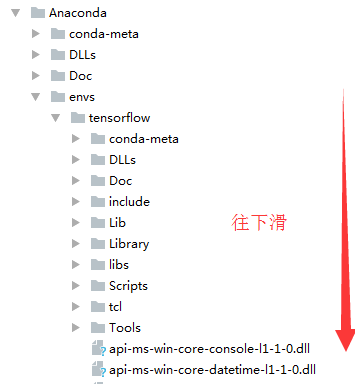 Anaconda
conda-meta
DLLs
Doc
envs
tensorflow
conda-meta
DLLs
Doc
include
Lib
Library
libs
Scripts
tcl
Tools
往下滑
api-ms-win-core-console-l1-1-0.dll
api-ms-win-core-datetime-l1-1-0.dll